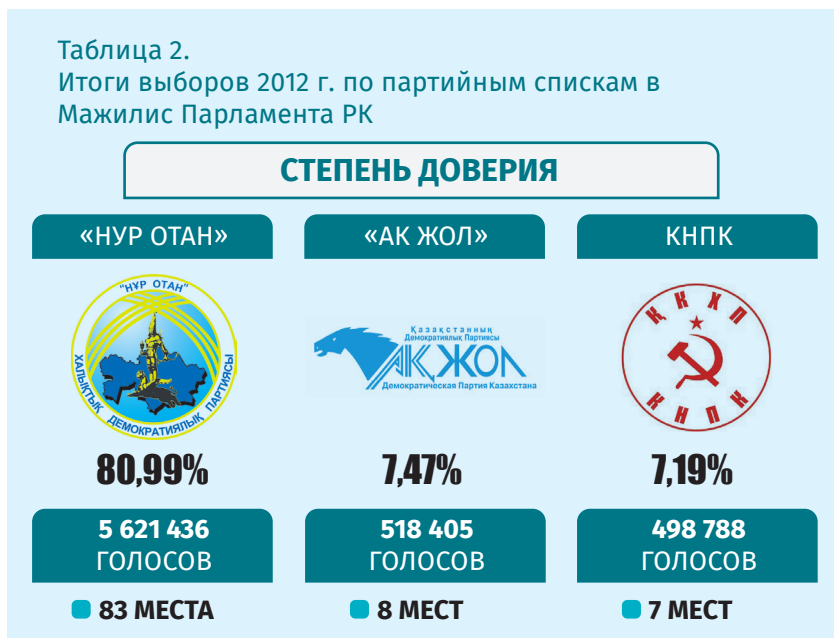 Таблица 2.
Итоги выборов 2012 г. по партийным спискам в
Мажилис Парламента РК
СТЕПЕНЬ ДОВЕРИЯ
«НУР ОТАН»
«АК ЖОЛ»
КНПК
"НҰР ОТАН"
ХАЛЫҚТЫҚ ДЕМОКРАТИЯЛЫҚ ПАРТИЯСЫ
Қазақстанның
Демократиялық Партиясы
АҚ ЖОЛ
Демократическая Партия Казахстана
ҚКХП
КНПК
80,99%
7,47%
7,19%
5 621 436
ГОЛОСОВ
518 405
ГОЛОСОВ
498 788
ГОЛОСОВ
83 МЕСТА
8 МЕСТ
7 МЕСТ